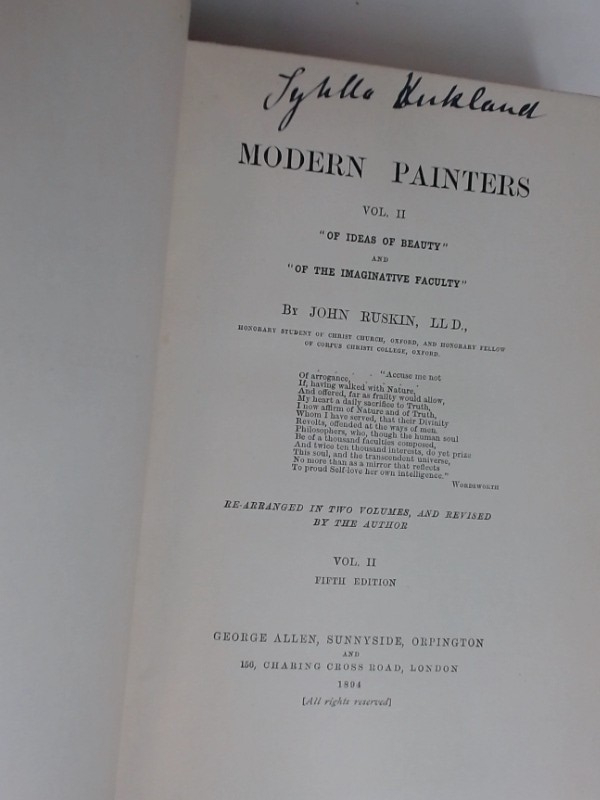 Sylilla Kirkland
MODERN PAINTERS
VOL. II
"OF IDEAS OF BEAUTY"
AND
"OF THE IMAGINATIVE FACULTY"
BY JOHN RUSKIN, LL D.,
HONORARY STUDENT OF CHRIST CHURCH, OXFORD, AND HONORARY FELLOW
OF CORPUS CHRISTI COLLEGE, OXFORD.
. . . . . "Accuse me not
Of arrogance, . . . . .
If, having walked with Nature,
And offered, far as frailty would allow,
My heart a daily sacrifice to Truth,
I now affirm of Nature and of Truth,
Whom I have served, that their Divinity
Revolts, offended at the ways of men,
Philosophers, who, though the human soul
Be of a thousand faculties composed,
And twice ten thousand interests, do yet prize
This soul, and the transcendent universe,
No more than as a mirror that reflects
To proud Self-love her own intelligence."
WORDSWORTH
RE-ARRANGED IN TWO VOLUMES, AND REVISED
BY THE AUTHOR
VOL. II
FIFTH EDITION
GEORGE ALLEN, SUNNYSIDE, ORPINGTON
AND
156, CHARING CROSS ROAD, LONDON
1894
[All rights reserved]